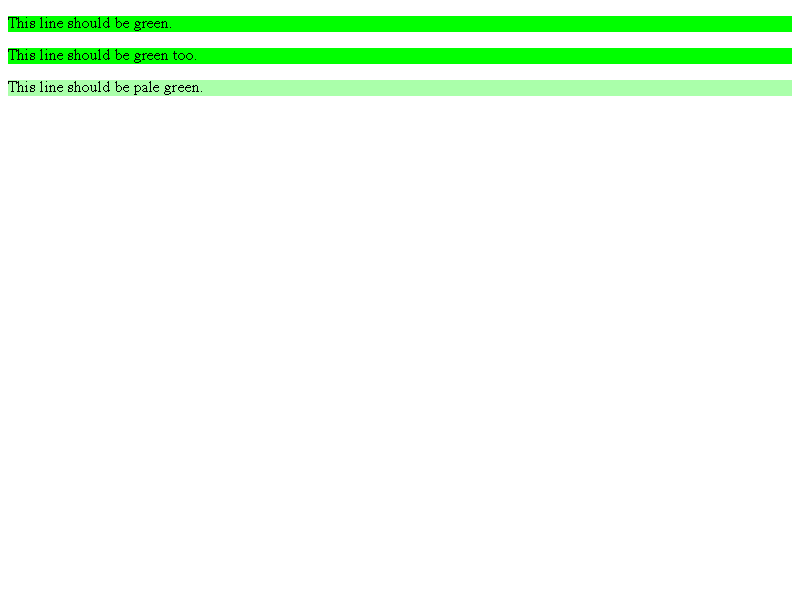 This line should be green.
This line should be green too.
This line should be pale green.